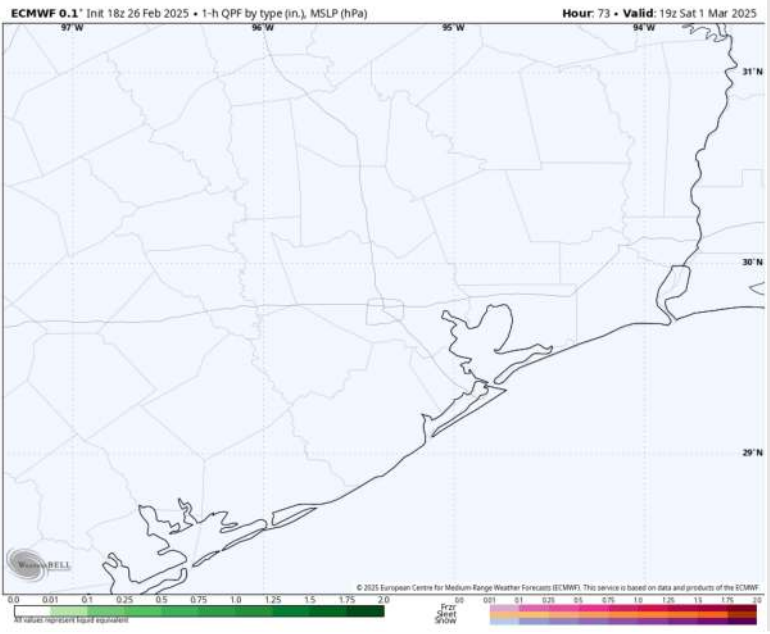 ECMWF 0.1° Init 18z 26 Feb 2025 • 1-h QPF by type (in.), MSLP (hPa) Hour: 73 • Valid: 19z Sat 1 Mar 2025
97°W 96°W 95°W 94°W
31°N
30°N
29°N
WeatherBELL
© 2025 European Centre for Medium-Range Weather Forecasts (ECMWF). This service is based on data and products of the ECMWF.
0.0 0.01 0.1 0.25 0.5 0.75 1.0 1.25 1.5 1.75 2.0
0.0 0.01 0.1 0.25 0.5 0.75 1.0 1.25 1.5 1.75 2.0
All values represent liquid equivalent
Frzr
Sleet
Snow